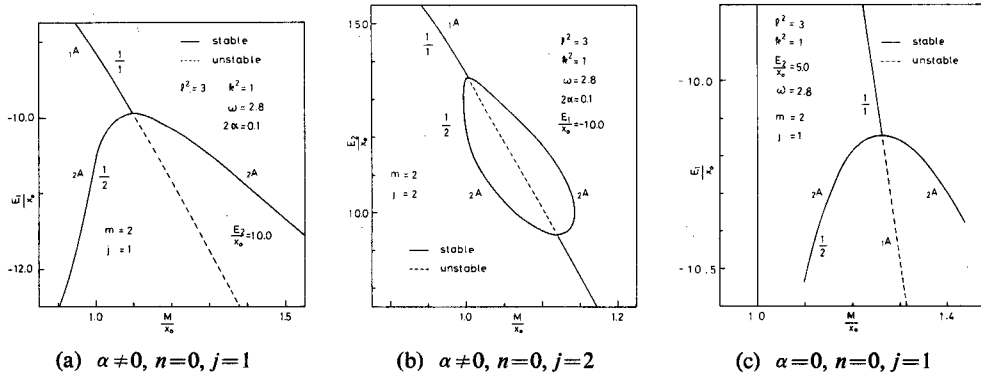 ₁A
1/1
stable
unstable
ℓ² = 3 k² = 1
ω = 2.8
2α = 0.1
-10.0
₂A
1/2
₂A
E₁/x₀
m = 2
j = 1
E₂/x₀ = 10.0
-12.0
1.0 1.5
M/x₀
(a) α≠0, n=0, j=1
15.0
₁A
1/1
ℓ² = 3
k² = 1
ω = 2.8
2α = 0.1
E₁/x₀ = -10.0
1/2
E₂/x₀
m = 2
j = 2
₂A
₂A
10.0
stable
unstable
1.0 1.2
M/x₀
(b) α≠0, n=0, j=2
ℓ² = 3
k² = 1
E₂/x₀ = 5.0
ω = 2.8
m = 2
j = 1
stable
unstable
-10.0
1/1
E₁/x₀
₂A
₂A
1/2
₁A
-10.5
1.0 1.2 1.4
M/x₀
(c) α=0, n=0, j=1